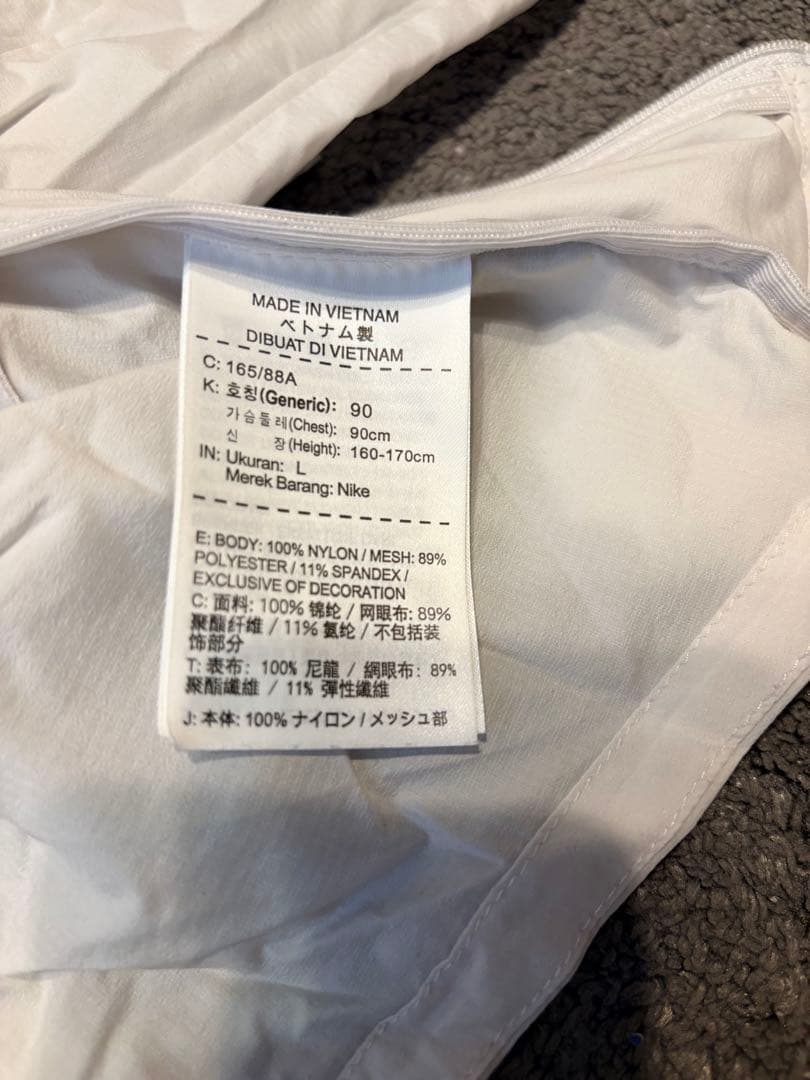 MADE IN VIETNAM
ベトナム製
DIBUAT DI VIETNAM
C: 165/88A
K: 호칭(Generic): 90
가슴둘레(Chest): 90cm
신 장(Height): 160-170cm
IN: Ukuran: L
Merek Barang: Nike
E: BODY: 100% NYLON / MESH: 89%
POLYESTER / 11% SPANDEX /
EXCLUSIVE OF DECORATION
C: 面料: 100% 锦纶 / 网眼布: 89%
聚酯纤维 / 11% 氨纶 / 不包括装
饰部分
T: 表布: 100% 尼龍 / 網眼布: 89%
聚酯纖維 / 11% 彈性纖維
J: 本体: 100% ナイロン / メッシュ部